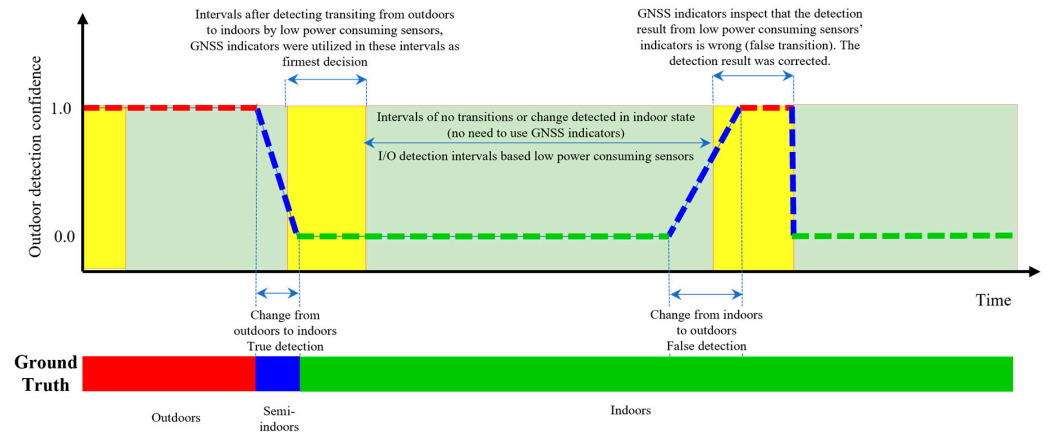 Intervals after detecting transiting from outdoors
to indoors by low power consuming sensors,
GNSS indicators were utilized in these intervals as
firmest decision
GNSS indicators inspect that the detection
result from low power consuming sensors’
indicators is wrong (false transition). The
detection result was corrected.
Outdoor detection confidence
1.0
0.0
Intervals of no transitions or change detected in indoor state
(no need to use GNSS indicators)
I/O detection intervals based low power consuming sensors
Time
Change from
outdoors to indoors
True detection
Change from indoors
to outdoors
False detection
Ground
Truth
Outdoors
Semi-
indoors
Indoors